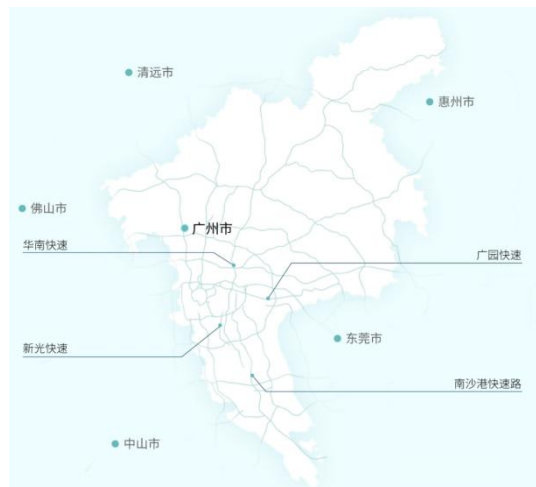 清远市
惠州市
佛山市
广州市
华南快速
广园快速
东莞市
新光快速
南沙港快速路
中山市